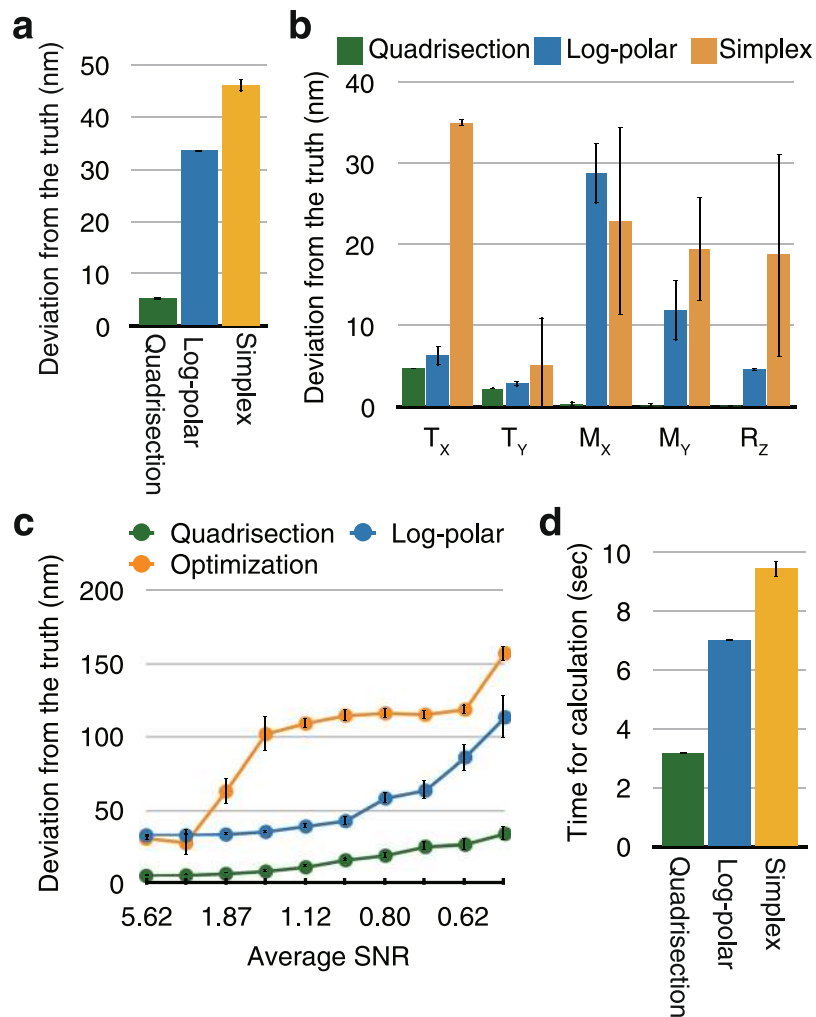 a
Deviation from the truth (nm)
50
40
30
20
10
0
Quadrisection
Log-polar
Simplex
b
Quadrisection Log-polar Simplex
Deviation from the truth (nm)
40
30
20
10
0
TX TY MX MY RZ
c
Quadrisection Log-polar
Optimization
Deviation from the truth (nm)
200
150
100
50
0
5.62 1.87 1.12 0.80 0.62
Average SNR
d
Time for calculation (sec)
10
8
6
4
2
0
Quadrisection
Log-polar
Simplex